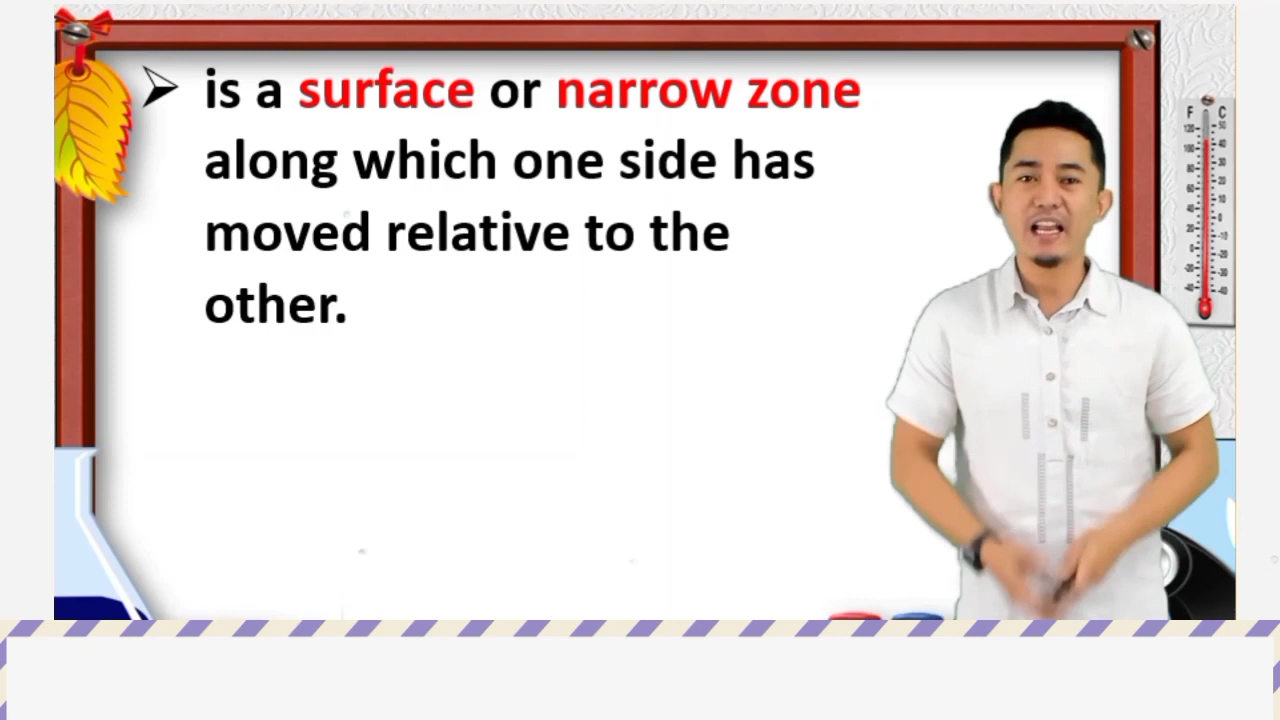 is a surface or narrow zone
along which one side has
moved relative to the
other.
F C